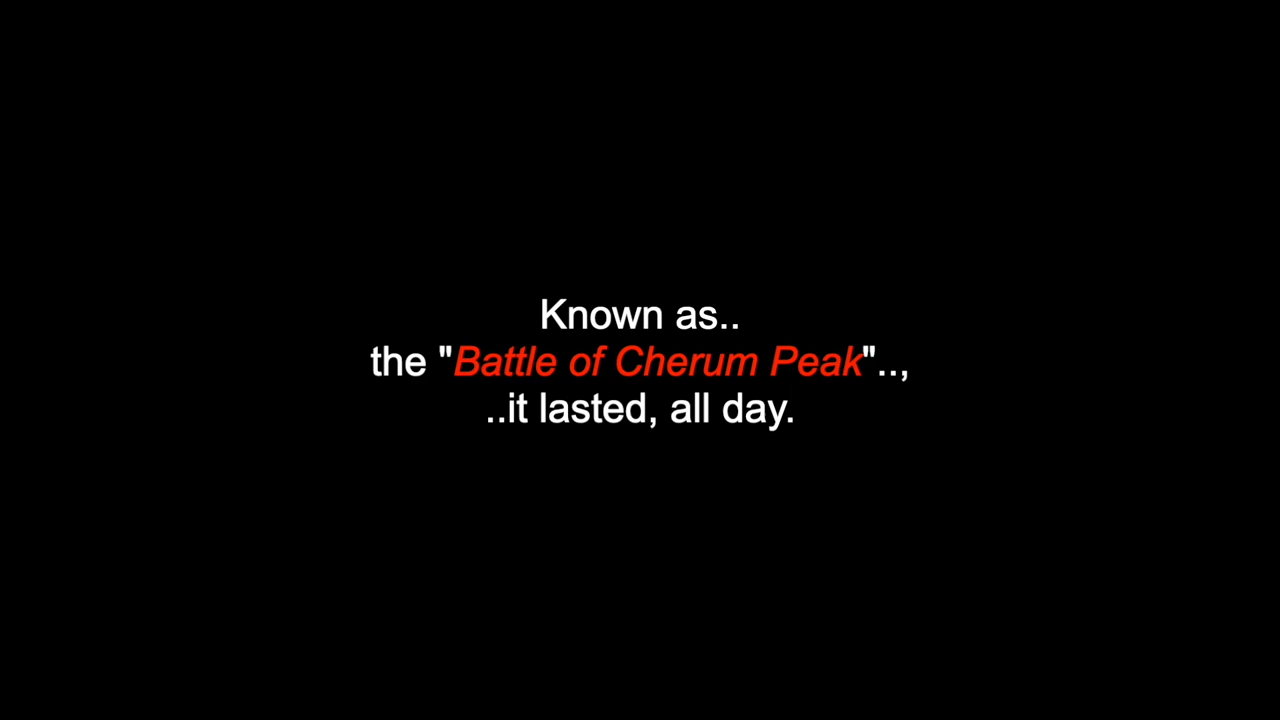 Known as..
the "Battle of Cherum Peak"..,
..it lasted, all day.